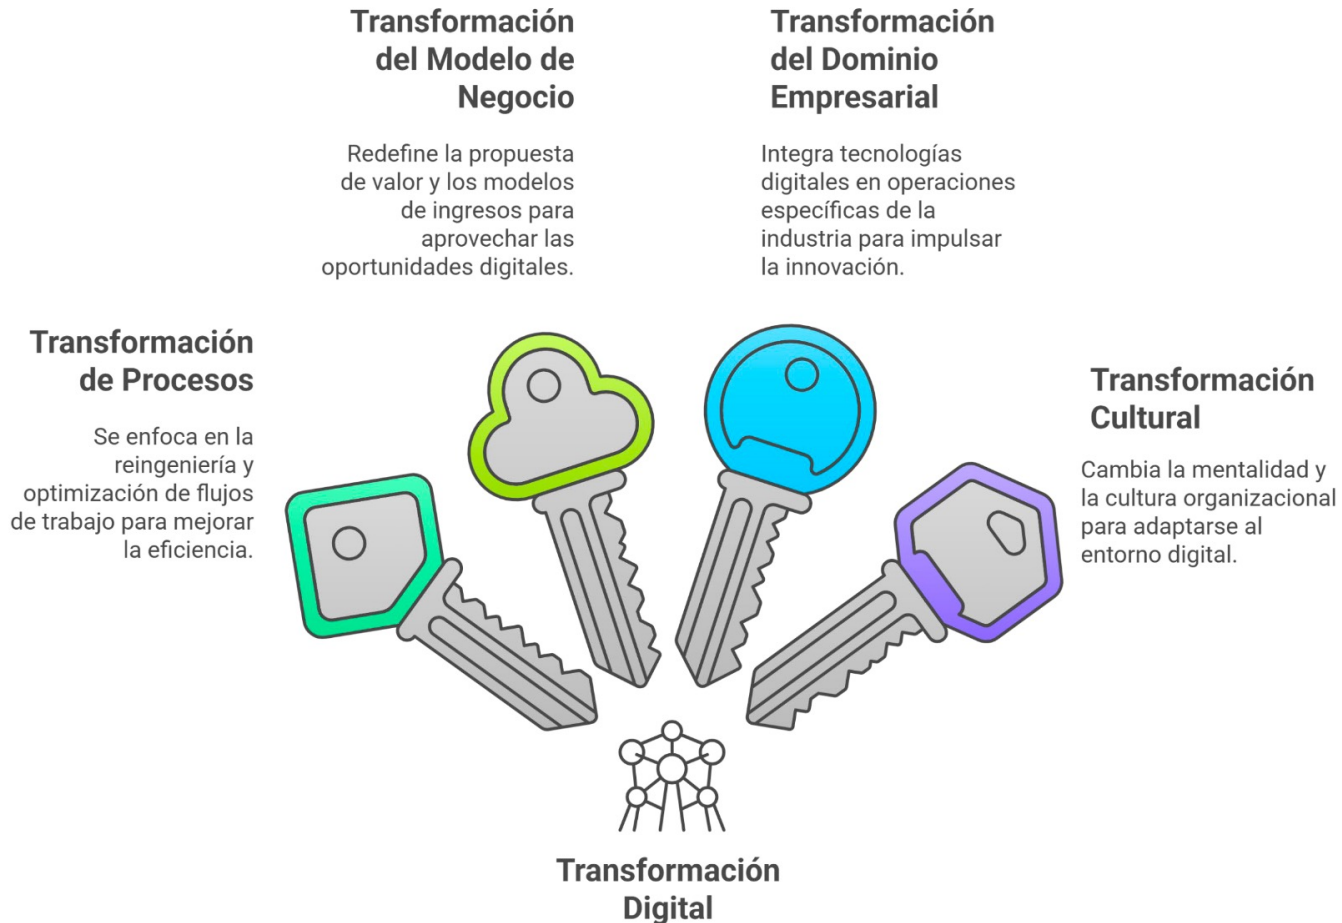 Transformación
del Modelo de
Negocio
Redefine la propuesta
de valor y los modelos
de ingresos para
aprovechar las
oportunidades digitales.
Transformación
del Dominio
Empresarial
Integra tecnologías
digitales en operaciones
específicas de la
industria para impulsar
la innovación.
Transformación
de Procesos
Se enfoca en la
reingeniería y
optimización de flujos
de trabajo para mejorar
la eficiencia.
Transformación
Cultural
Cambia la mentalidad y
la cultura organizacional
para adaptarse al
entorno digital.
Transformación
Digital